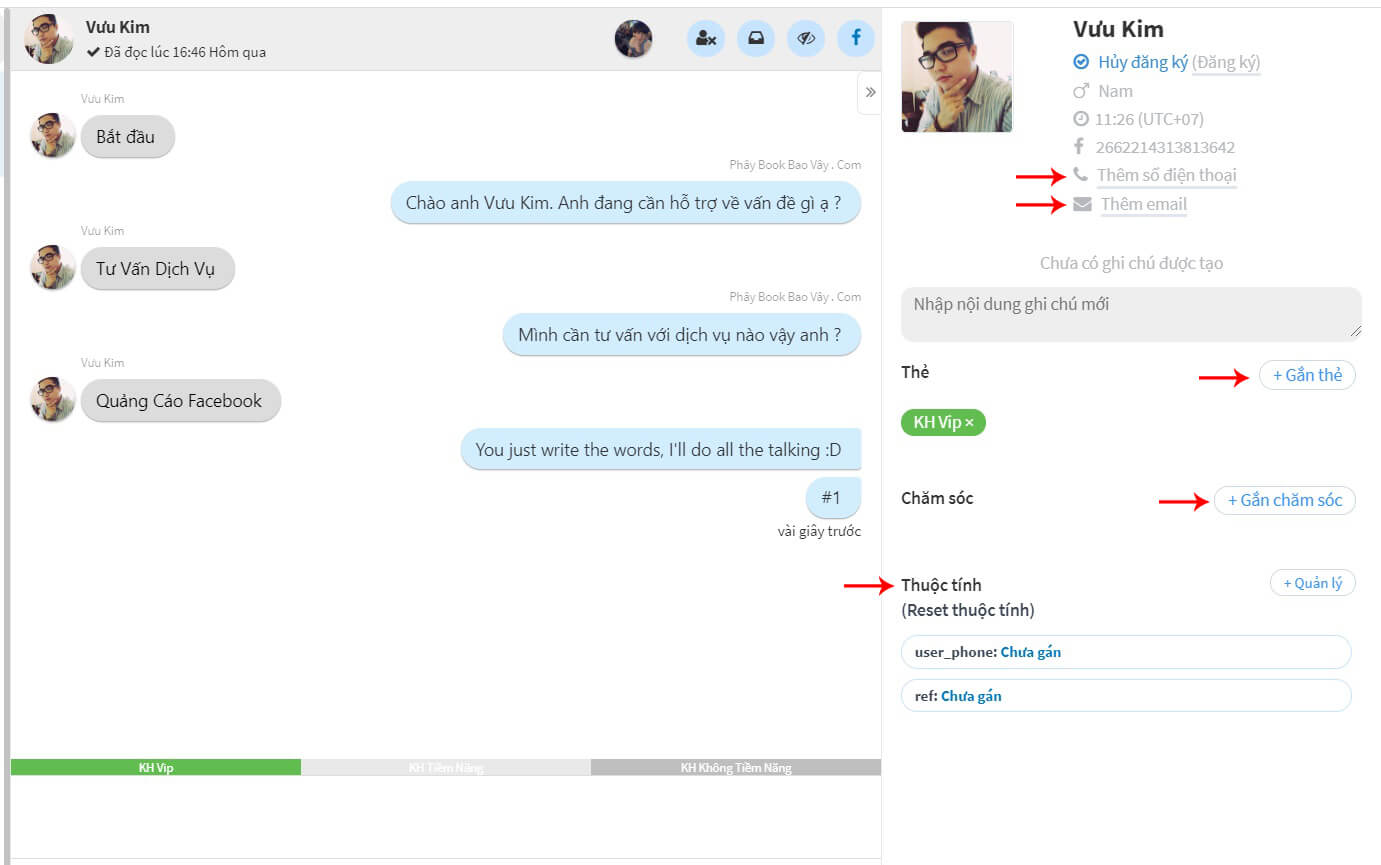 Vưu Kim
Đã đọc lúc 16:46 Hôm qua
Vưu Kim
Bắt đầu
Phây Book Bao Vây . Com
Chào anh Vưu Kim. Anh đang cần hỗ trợ về vấn đề gì ạ ?
Vưu Kim
Tư Vấn Dịch Vụ
Phây Book Bao Vây . Com
Mình cần tư vấn với dịch vụ nào vậy anh ?
Vưu Kim
Quảng Cáo Facebook
You just write the words, I'll do all the talking :D
#1
vài giây trước
KH Vip
KH Tiềm Năng
KH Không Tiềm Năng
Vưu Kim
Hủy đăng ký (Đăng ký)
Nam
11:26 (UTC+07)
2662214313813642
Thêm số điện thoại
Thêm email
Chưa có ghi chú được tạo
Nhập nội dung ghi chú mới
Thẻ
+ Gắn thẻ
KH Vip ×
Chăm sóc
+ Gắn chăm sóc
Thuộc tính
+ Quản lý
(Reset thuộc tính)
user_phone: Chưa gán
ref: Chưa gán